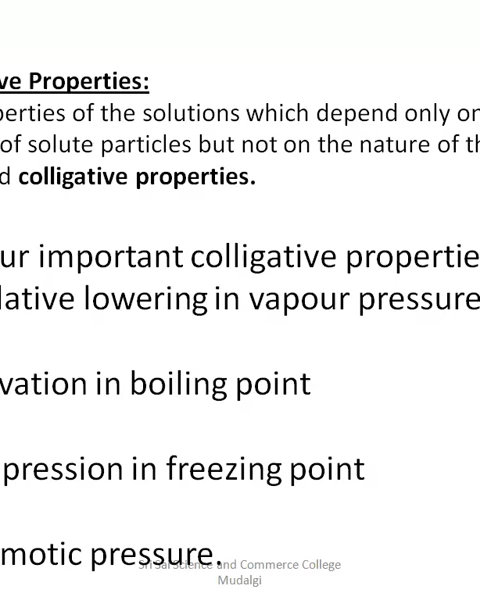 ve Properties:
perties of the solutions which depend only on
of solute particles but not on the nature of th
d colligative properties.
ur important colligative propertie
lative lowering in vapour pressure
vation in boiling point
pression in freezing point
motic pressure.
Sri Sai Science and Commerce College
Mudalgi